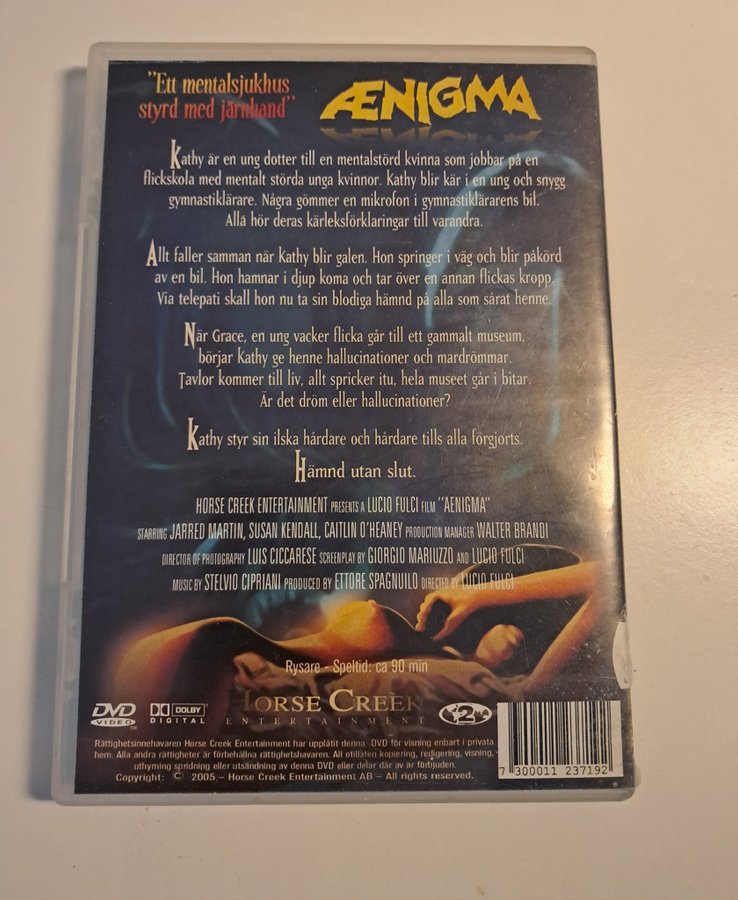 "Ett mentalsjukhus
styrd med järnhand"
ÆNIGMA
Kathy är en ung dotter till en mentalstörd kvinna som jobbar på en
flickskola med mentalt störda unga kvinnor. Kathy blir kär i en ung och snygg
gymnastiklärare. Några gömmer en mikrofon i gymnastiklärarens bil.
Alla hör deras kärleksförklaringar till varandra.
Allt faller samman när Kathy blir galen. Hon springer i väg och blir påkörd
av en bil. Hon hamnar i djup koma och tar över en annan flickas kropp.
Via telepati skall hon nu ta sin blodiga hämnd på alla som sårat henne.
När Grace, en ung vacker flicka går till ett gammalt museum,
börjar Kathy ge henne hallucinationer och mardrömmar.
Tavlor kommer till liv, allt spricker itu, hela museet går i bitar.
Är det dröm eller hallucinationer?
Kathy styr sin ilska hårdare och hårdare tills alla förgjorts.
Hämnd utan slut.
HORSE CREEK ENTERTAINMENT PRESENTS A LUCIO FULCI FILM "AENIGMA"
STARRING JARRED MARTIN, SUSAN KENDALL, CAITLIN O'HEANEY PRODUCTION MANAGER WALTER BRANDI
DIRECTOR OF PHOTOGRAPHY LUIS CICCARESE SCREENPLAY BY GIORGIO MARIUZZO AND LUCIO FULCI
MUSIC BY STELVIO CIPRIANI PRODUCED BY ETTORE SPAGNUILO DIRECTED BY LUCIO FULCI
Rysare - Speltid: ca 90 min
DVD VIDEO™ DOLBY DIGITAL
HORSE CREEK
ENTERTAINMENT
2
Rättighetsinnehavaren Horse Creek Entertainment har upplåtit denna DVD för visning enbart i privata
hem. Alla andra rättigheter är förbehållna rättighetshavaren. All otillåten kopiering, redigering, visning,
uthyrning spridning eller utsändning av denna DVD eller delar där av är förbjuden.
Copyright: © 2005 – Horse Creek Entertainment AB – All rights reserved.
7 300011 237192